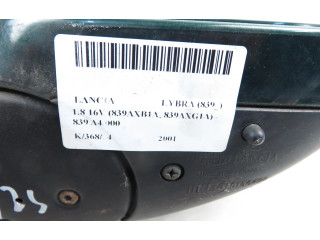 LANCIA LYBRA (839_)
1.8 16V (839AXB1A, 839AXG1A)
839 A4.000
K/368/ 4 2001